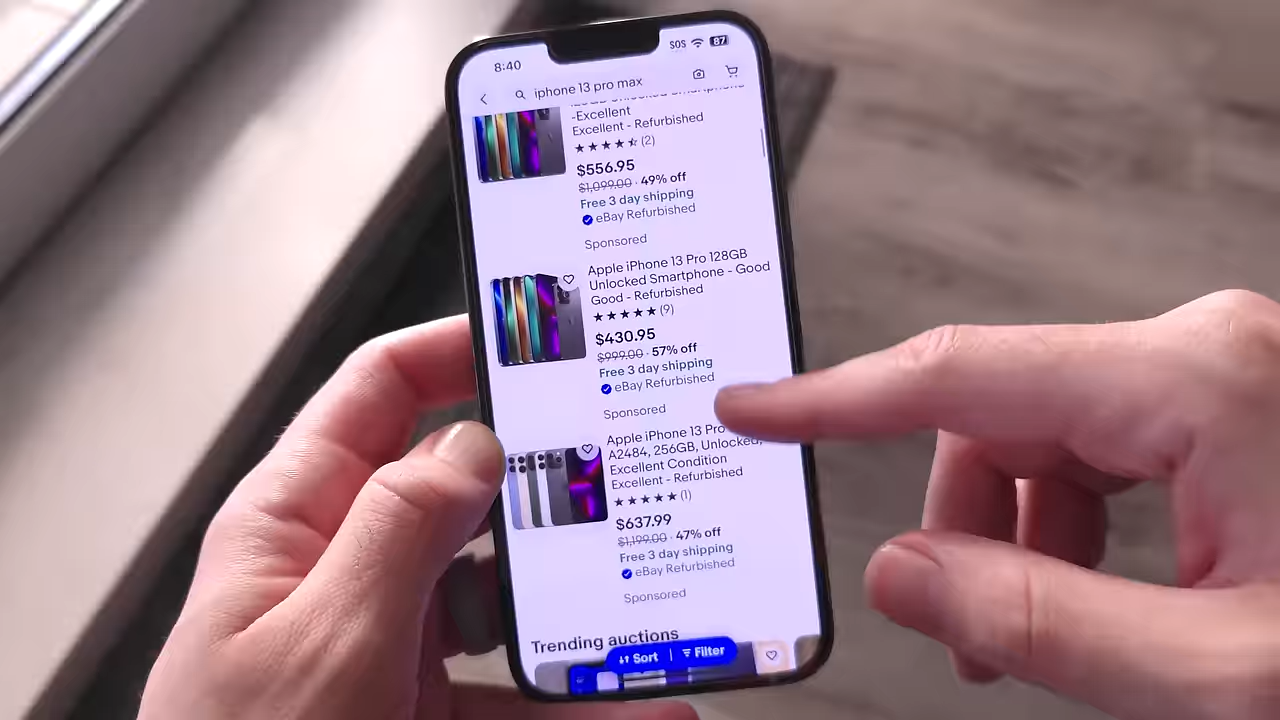 8:40
SOS
87
iphone 13 pro max
-Excellent
Excellent - Refurbished
(2)
$556.95
$1,099.00 · 49% off
Free 3 day shipping
eBay Refurbished
Sponsored
Apple iPhone 13 Pro 128GB
Unlocked Smartphone - Good
Good - Refurbished
(9)
$430.95
$999.00 · 57% off
Free 3 day shipping
eBay Refurbished
Sponsored
Apple iPhone 13 Pro
A2484, 256GB, Unlocked,
Excellent Condition
Excellent - Refurbished
(1)
$637.99
$1,199.00 · 47% off
Free 3 day shipping
eBay Refurbished
Sponsored
Trending auctions
Sort
Filter